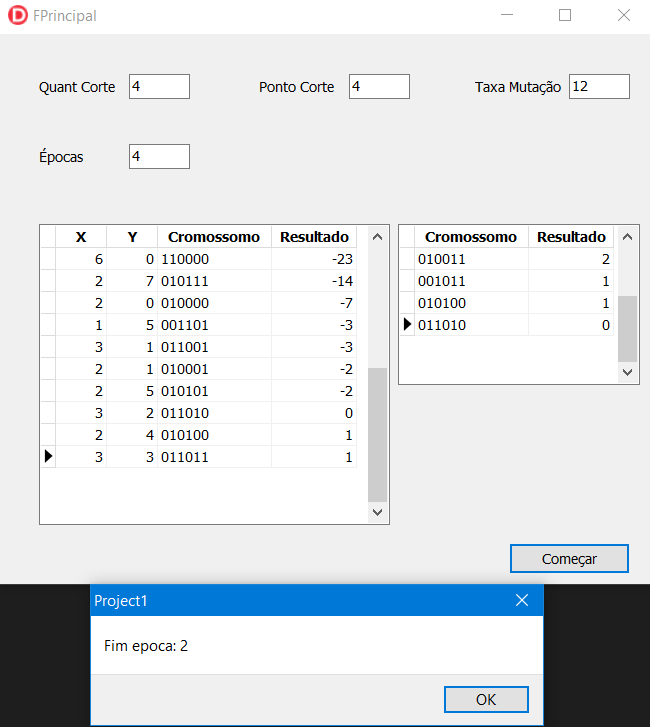 FPrincipal
Quant Corte 4 Ponto Corte 4 Taxa Mutação 12
Épocas 4
X Y Cromossomo Resultado
6 0 110000 -23
2 7 010111 -14
2 0 010000 -7
1 5 001101 -3
3 1 011001 -3
2 1 010001 -2
2 5 010101 -2
3 2 011010 0
2 4 010100 1
3 3 011011 1
Cromossomo Resultado
010011 2
001011 1
010100 1
011010 0
Começar
Project1
Fim epoca: 2
OK